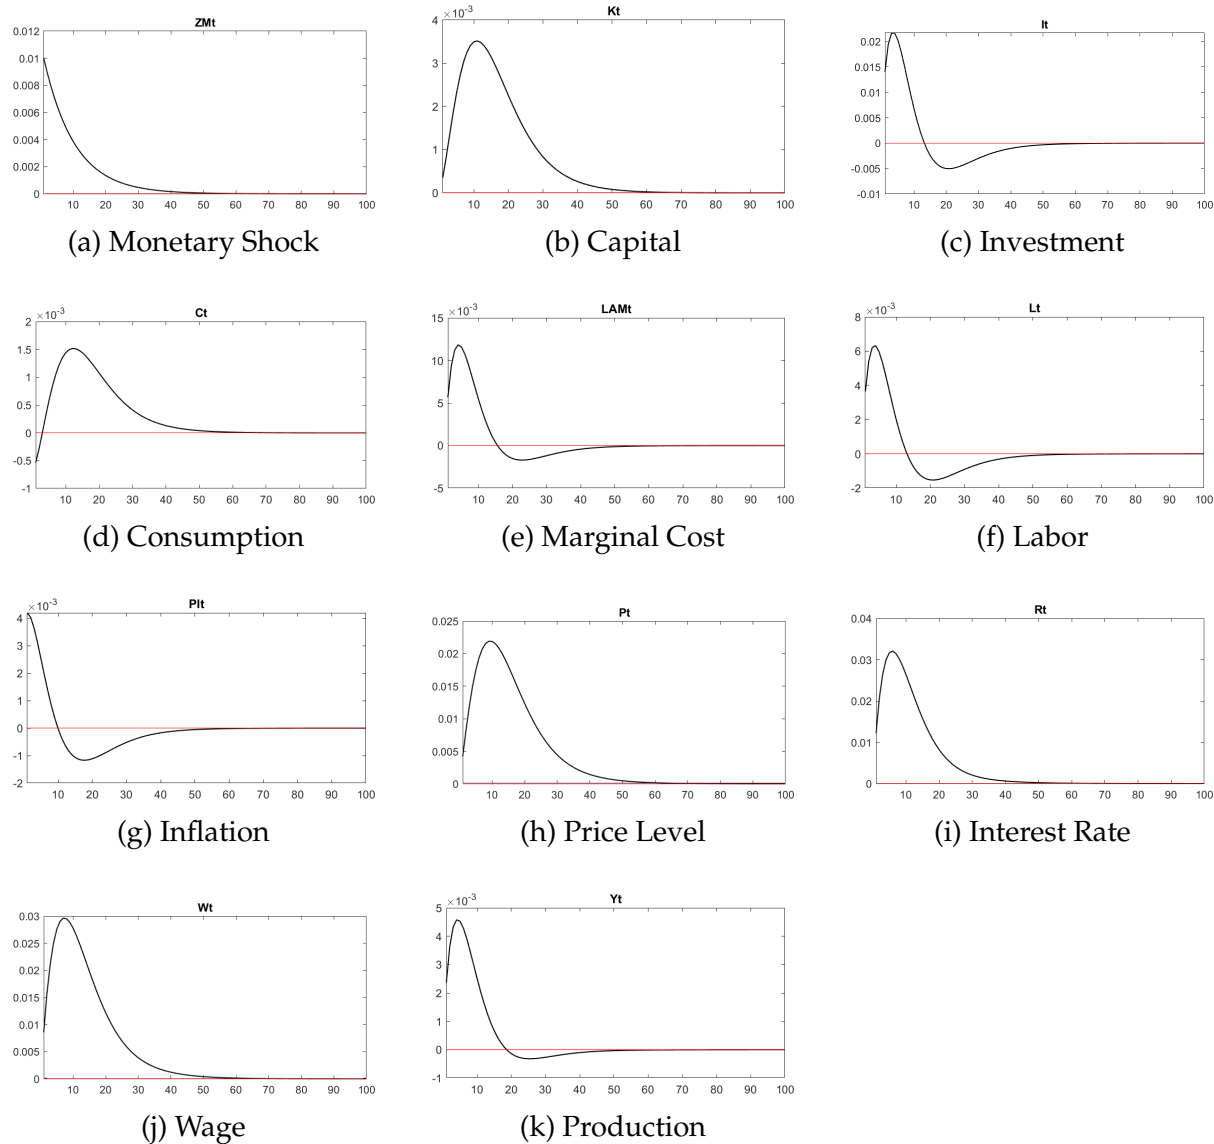 ZMt
0.012
0.01
0.008
0.006
0.004
0.002
0
10 20 30 40 50 60 70 80 90 100
(a) Monetary Shock
×10⁻³
Kt
4
3
2
1
0
10 20 30 40 50 60 70 80 90 100
(b) Capital
It
0.02
0.015
0.01
0.005
0
-0.005
-0.01
10 20 30 40 50 60 70 80 90 100
(c) Investment
×10⁻³
Ct
2
1.5
1
0.5
0
-0.5
-1
10 20 30 40 50 60 70 80 90 100
(d) Consumption
×10⁻³
LAMt
15
10
5
0
-5
10 20 30 40 50 60 70 80 90 100
(e) Marginal Cost
×10⁻³
Lt
8
6
4
2
0
-2
10 20 30 40 50 60 70 80 90 100
(f) Labor
×10⁻³
PIt
4
3
2
1
0
-1
-2
10 20 30 40 50 60 70 80 90 100
(g) Inflation
Pt
0.025
0.02
0.015
0.01
0.005
0
10 20 30 40 50 60 70 80 90 100
(h) Price Level
Rt
0.04
0.03
0.02
0.01
0
10 20 30 40 50 60 70 80 90 100
(i) Interest Rate
Wt
0.03
0.025
0.02
0.015
0.01
0.005
0
10 20 30 40 50 60 70 80 90 100
(j) Wage
×10⁻³
Yt
5
4
3
2
1
0
-1
10 20 30 40 50 60 70 80 90 100
(k) Production